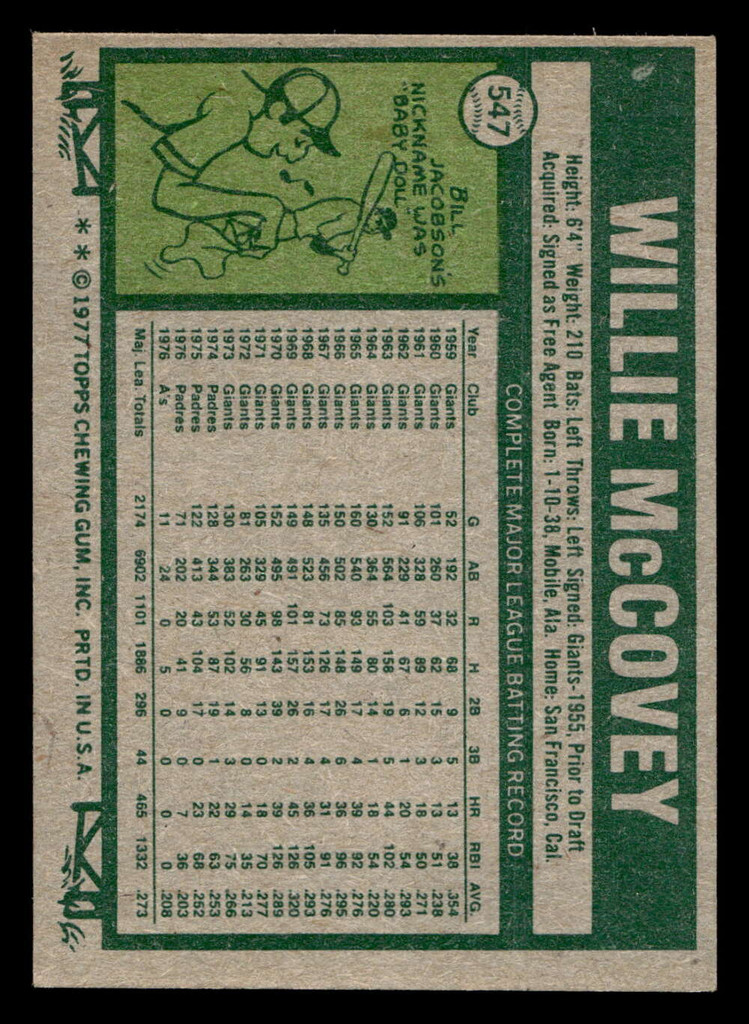 WILLIE McCOVEY
Height: 6'4" Weight: 210 Bats: Left Throws: Left Signed: Giants-1955, Prior to Draft
Acquired: Signed as Free Agent Born: 1-10-38, Mobile, Ala. Home: San Francisco, Cal.
547
BILL
JACOBSON'S
NICKNAME WAS
"BABY DOLL"
COMPLETE MAJOR LEAGUE BATTING RECORD
Year Club G AB R H 2B 3B HR RBI AVG.
1959 Giants 52 192 32 68 9 5 13 38 .354
1960 Giants 101 260 37 62 15 3 13 51 .238
1961 Giants 106 328 59 89 12 3 18 50 .271
1962 Giants 91 229 41 67 6 1 20 54 .293
1963 Giants 152 564 103 158 19 5 44 102 .280
1964 Giants 130 364 55 80 14 1 18 54 .220
1965 Giants 160 540 93 149 17 4 39 92 .276
1966 Giants 150 502 85 148 26 6 36 96 .295
1967 Giants 135 456 73 126 17 4 31 91 .276
1968 Giants 148 523 81 153 16 4 36 105 .293
1969 Giants 149 491 101 157 26 2 45 126 .320
1970 Giants 152 495 98 143 39 2 39 126 .289
1971 Giants 105 329 45 91 13 0 18 70 .277
1972 Giants 81 263 30 56 8 0 14 35 .213
1973 Giants 130 383 52 102 14 3 29 75 .266
1974 Padres 128 344 53 87 19 1 22 63 .253
1975 Padres 122 413 43 104 17 0 23 68 .252
1976 Padres 71 202 20 41 9 0 7 36 .203
1976 A's 11 24 0 5 0 0 0 0 .208
Maj. Lea. Totals 2174 6902 1101 1886 296 44 465 1332 .273
* * © 1977 TOPPS CHEWING GUM, INC. PRTD. IN U.S.A.